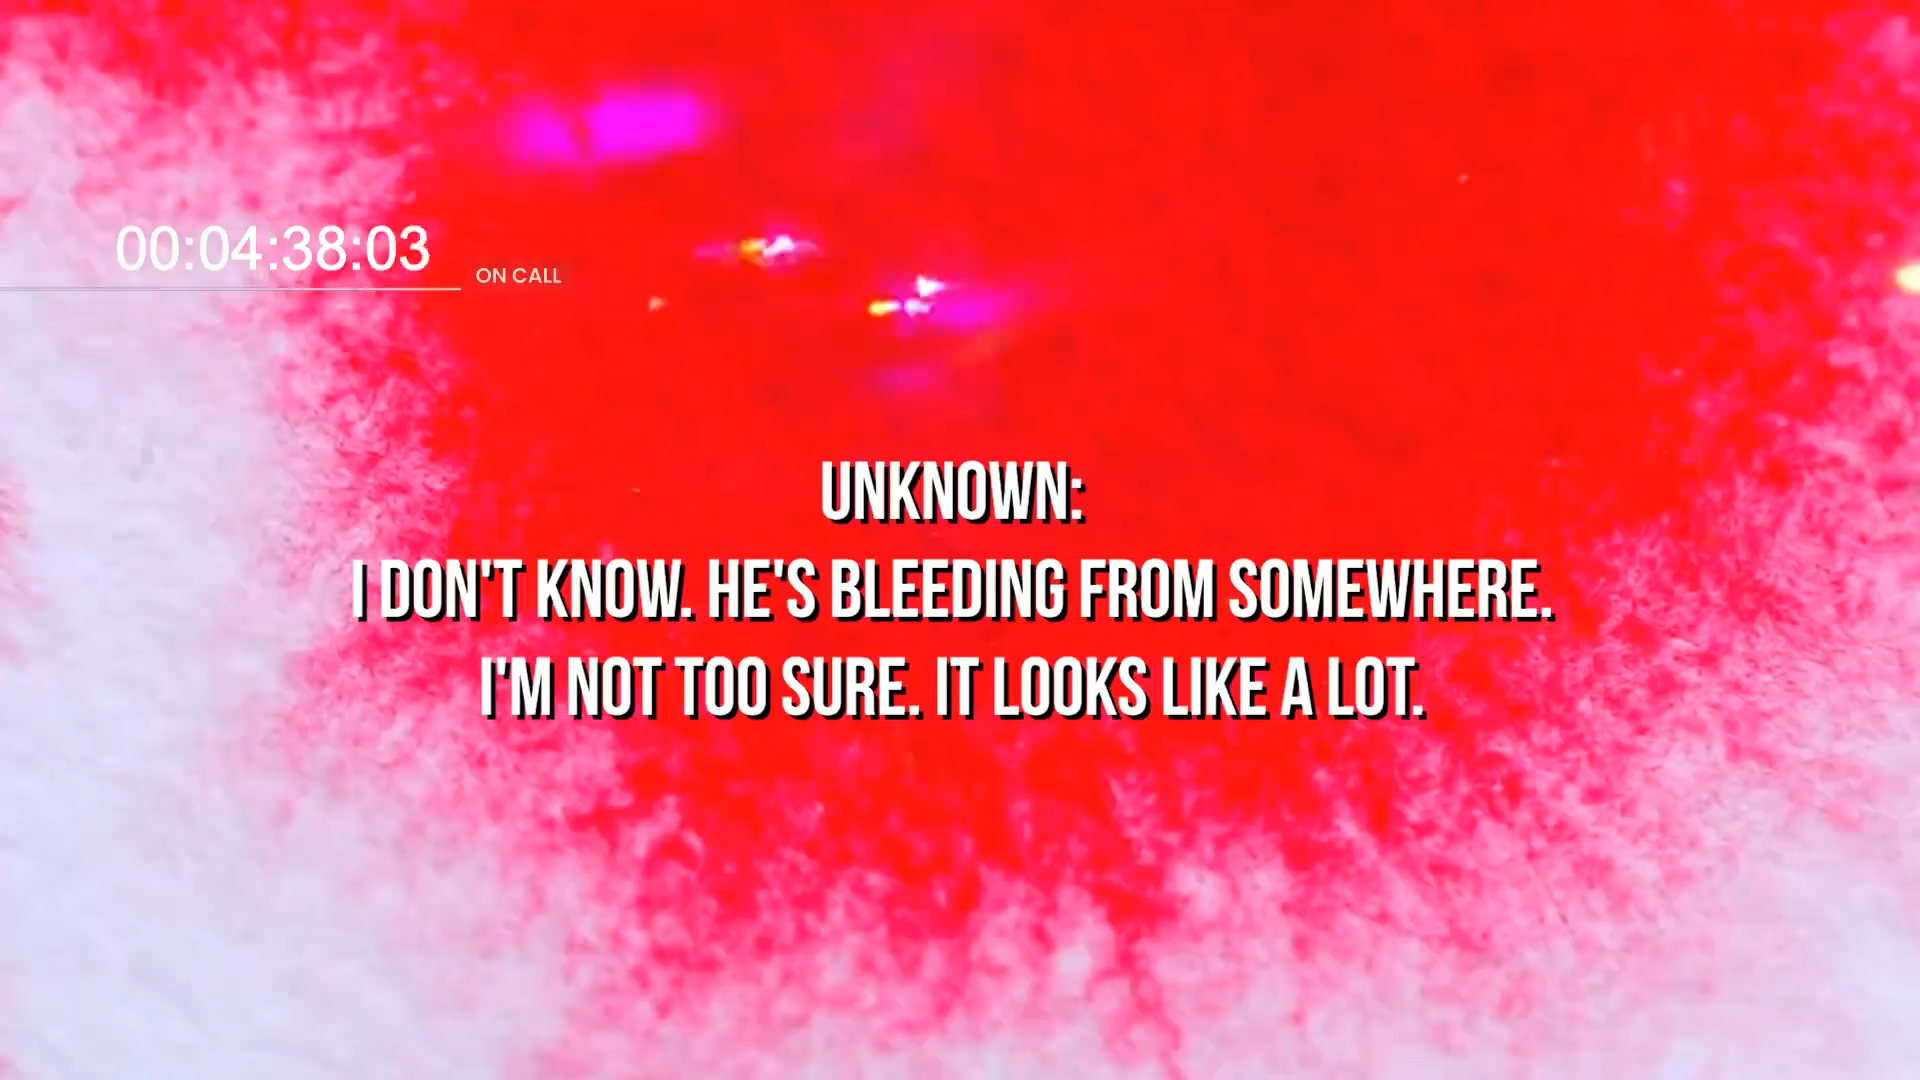 00:04:38:03
ON CALL
UNKNOWN:
I DON'T KNOW. HE'S BLEEDING FROM SOMEWHERE.
I'M NOT TOO SURE. IT LOOKS LIKE A LOT.